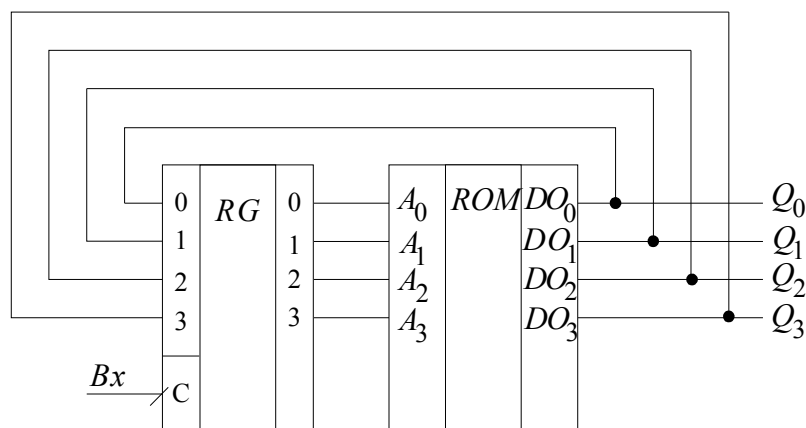 0 RG 0 A0 ROM DO0 Q0
1 1 A1 DO1 Q1
2 2 A2 DO2 Q2
3 3 A3 DO3 Q3
Bx C